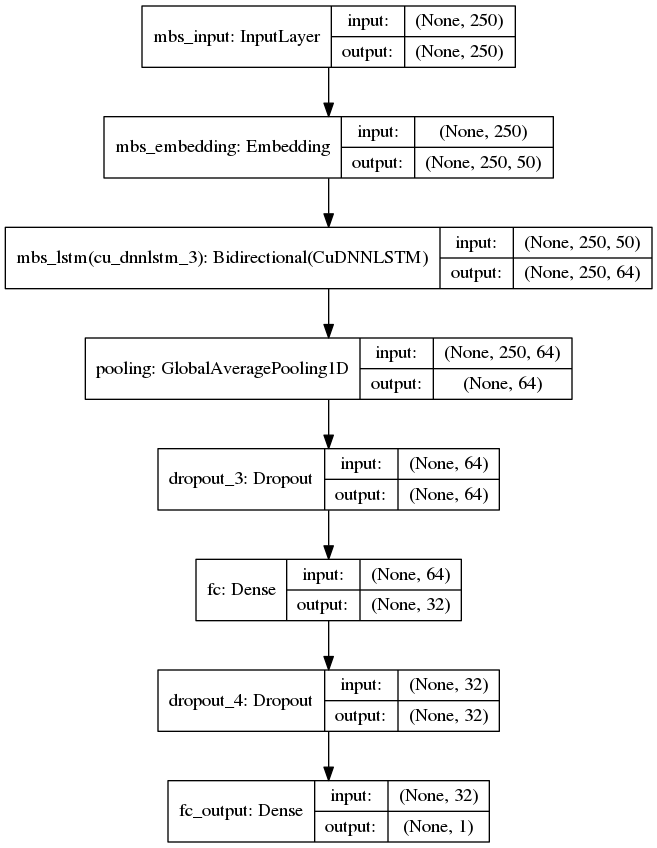 mbs_input: InputLayer
input: (None, 250)
output: (None, 250)
mbs_embedding: Embedding
input: (None, 250)
output: (None, 250, 50)
mbs_lstm(cu_dnnlstm_3): Bidirectional(CuDNNLSTM)
input: (None, 250, 50)
output: (None, 250, 64)
pooling: GlobalAveragePooling1D
input: (None, 250, 64)
output: (None, 64)
dropout_3: Dropout
input: (None, 64)
output: (None, 64)
fc: Dense
input: (None, 64)
output: (None, 32)
dropout_4: Dropout
input: (None, 32)
output: (None, 32)
fc_output: Dense
input: (None, 32)
output: (None, 1)